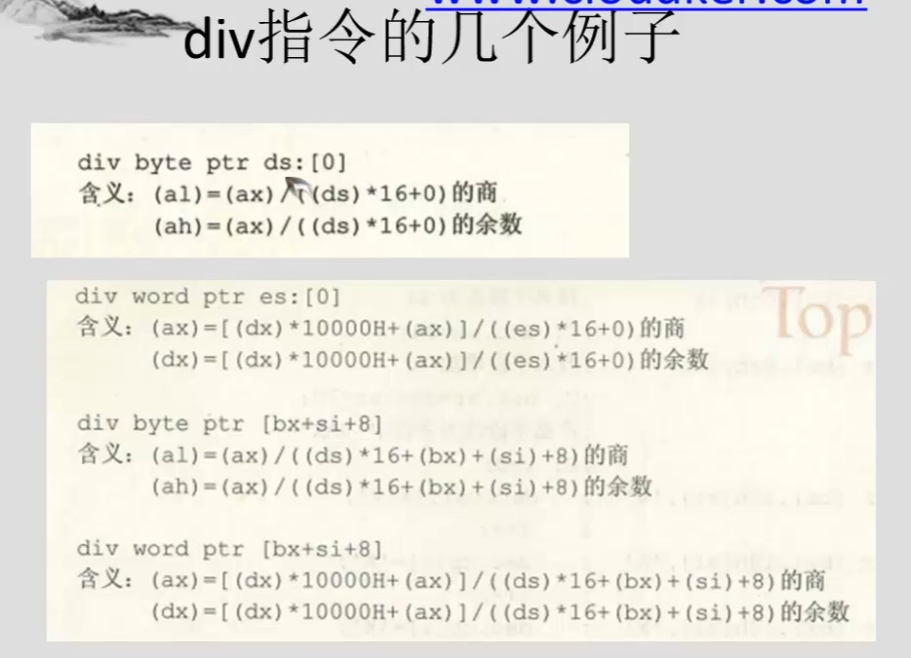 div指令的几个例子
div byte ptr ds:[0]
含义：(al)=(ax)/((ds)*16+0)的商
(ah)=(ax)/((ds)*16+0)的余数
div word ptr es:[0]
含义：(ax)=[(dx)*10000H+(ax)]/((es)*16+0)的商
(dx)=[(dx)*10000H+(ax)]/((es)*16+0)的余数
Top
div byte ptr [bx+si+8]
含义：(al)=(ax)/((ds)*16+(bx)+(si)+8)的商
(ah)=(ax)/((ds)*16+(bx)+(si)+8)的余数
div word ptr [bx+si+8]
含义：(ax)=[(dx)*10000H+(ax)]/((ds)*16+(bx)+(si)+8)的商
(dx)=[(dx)*10000H+(ax)]/((ds)*16+(bx)+(si)+8)的余数